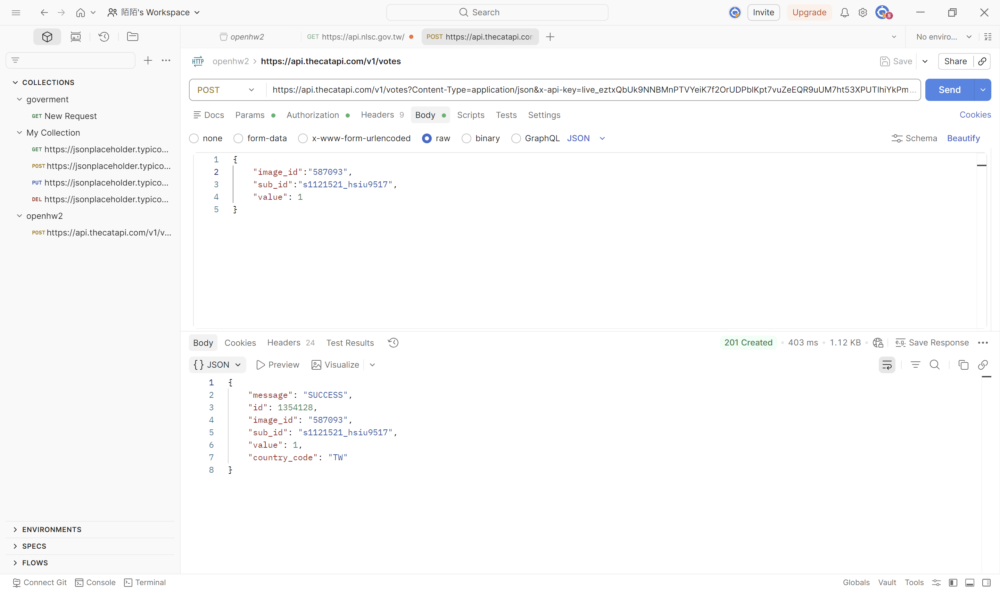 陌陌's Workspace
Search
Invite
Upgrade
S
openhw2
GET https://api.nlsc.gov.tw/
POST https://api.thecatapi.con
No enviro...
HTTP openhw2 > https://api.thecatapi.com/v1/votes
Save
Share
POST
https://api.thecatapi.com/v1/votes?Content-Type=application/json&x-api-key=live_eztxQbUk9NNBMnPTVYeiK7f2OrUDPblKpt7vuZeEQR9uUM7ht53XPUTIhiYkPm...
Send
Docs
Params
Authorization
Headers 9
Body
Scripts
Tests
Settings
Cookies
none
form-data
x-www-form-urlencoded
raw
binary
GraphQL
JSON
Schema
Beautify
1 {
2 "image_id":"587093",
3 "sub_id":"s1121521_hsiu9517",
4 "value": 1
5 }
COLLECTIONS
goverment
GET New Request
My Collection
GET https://jsonplaceholder.typico...
POST https://jsonplaceholder.typico...
PUT https://jsonplaceholder.typico...
DEL https://jsonplaceholder.typico...
openhw2
POST https://api.thecatapi.com/v1/v...
ENVIRONMENTS
SPECS
FLOWS
Body
Cookies
Headers 24
Test Results
201 Created
403 ms
1.12 KB
e.g. Save Response
{} JSON
Preview
Visualize
1 {
2 "message": "SUCCESS",
3 "id": 1354128,
4 "image_id": "587093",
5 "sub_id": "s1121521_hsiu9517",
6 "value": 1,
7 "country_code": "TW"
8 }
Connect Git
Console
Terminal
Globals
Vault
Tools